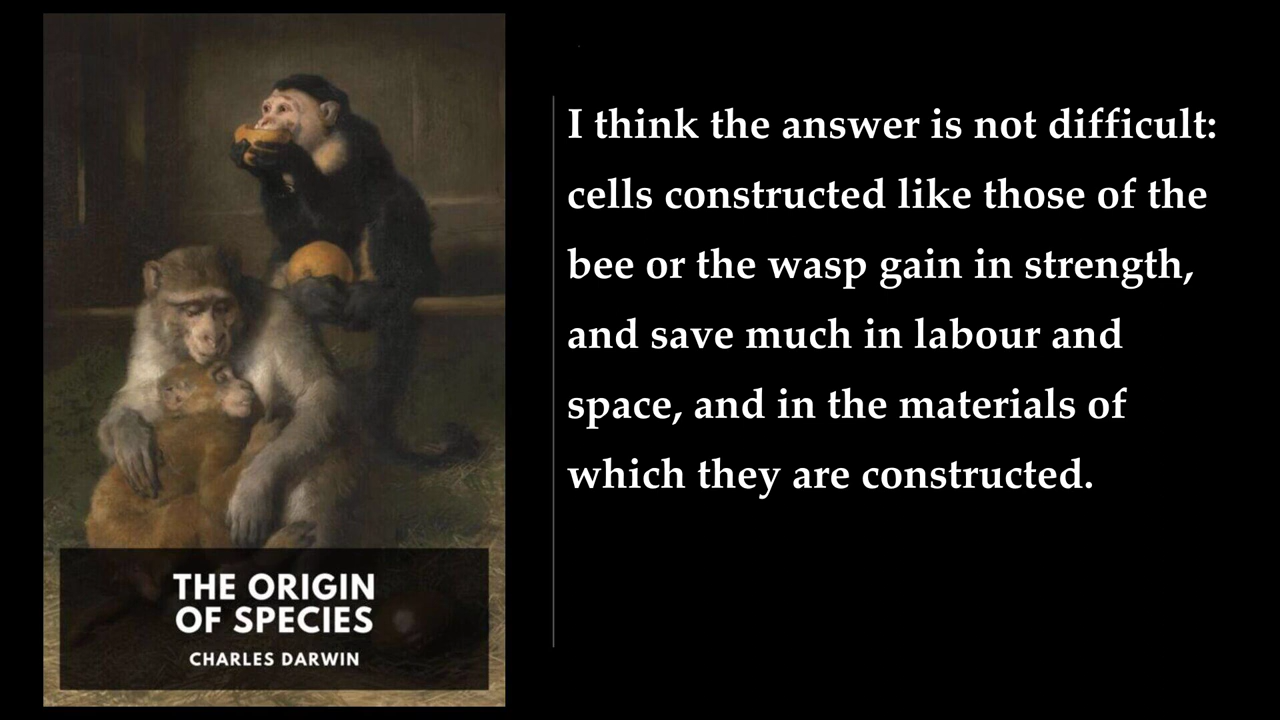 I think the answer is not difficult:
cells constructed like those of the
bee or the wasp gain in strength,
and save much in labour and
space, and in the materials of
which they are constructed.
THE ORIGIN
OF SPECIES
CHARLES DARWIN